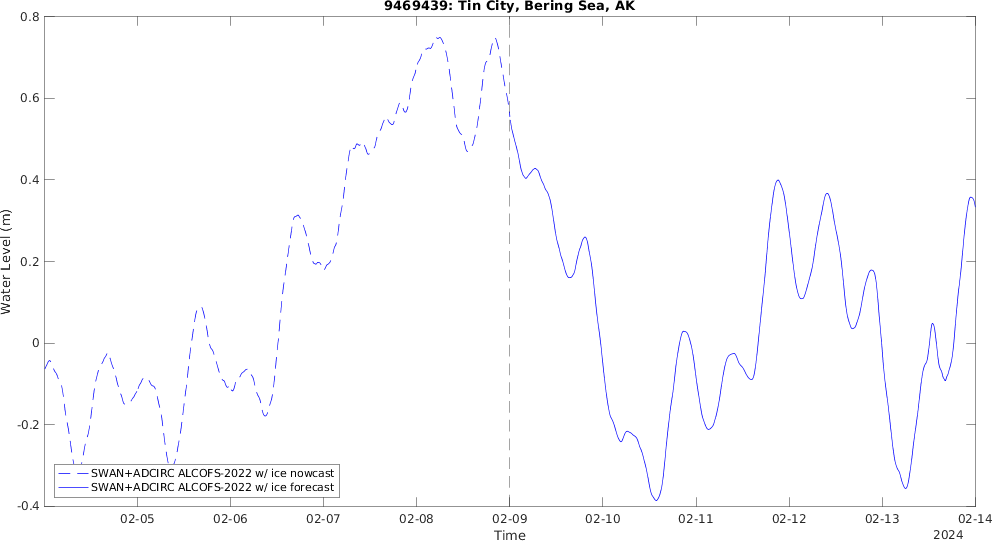 9469439: Tin City, Bering Sea, AK
0.8
0.6
0.4
0.2
0
-0.2
-0.4
Water Level (m)
SWAN+ADCIRC ALCOFS-2022 w/ ice nowcast
SWAN+ADCIRC ALCOFS-2022 w/ ice forecast
02-05 02-06 02-07 02-08 02-09 02-10 02-11 02-12 02-13 02-14
Time
2024